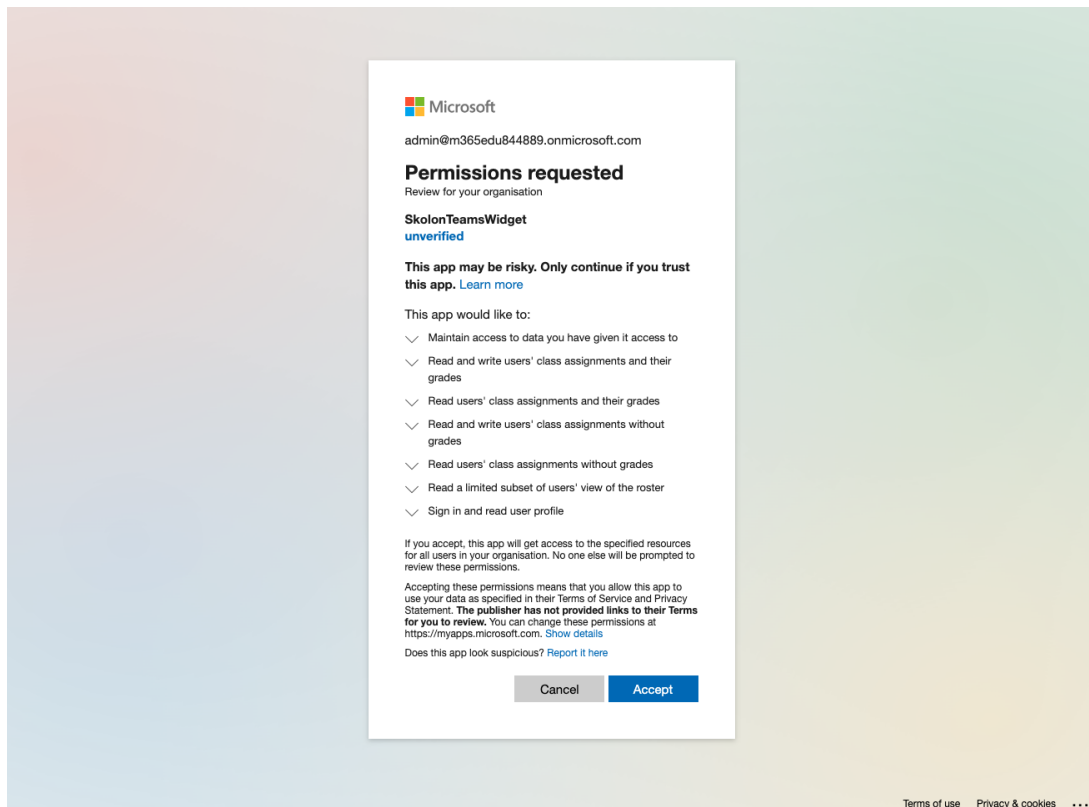 Microsoft
admin@m365edu844889.onmicrosoft.com
Permissions requested
Review for your organisation
SkolonTeamsWidget
unverified
This app may be risky. Only continue if you trust
this app. Learn more
This app would like to:
Maintain access to data you have given it access to
Read and write users' class assignments and their
grades
Read users' class assignments and their grades
Read and write users' class assignments without
grades
Read users' class assignments without grades
Read a limited subset of users' view of the roster
Sign in and read user profile
If you accept, this app will get access to the specified resources
for all users in your organisation. No one else will be prompted to
review these permissions.
Accepting these permissions means that you allow this app to
use your data as specified in their Terms of Service and Privacy
Statement. The publisher has not provided links to their Terms
for you to review. You can change these permissions at
https://myapps.microsoft.com. Show details
Does this app look suspicious? Report it here
Cancel Accept
Terms of use Privacy & cookies ...